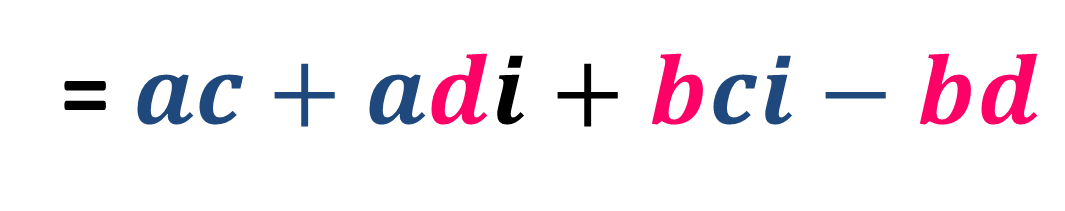 = ac + adi + bci − bd